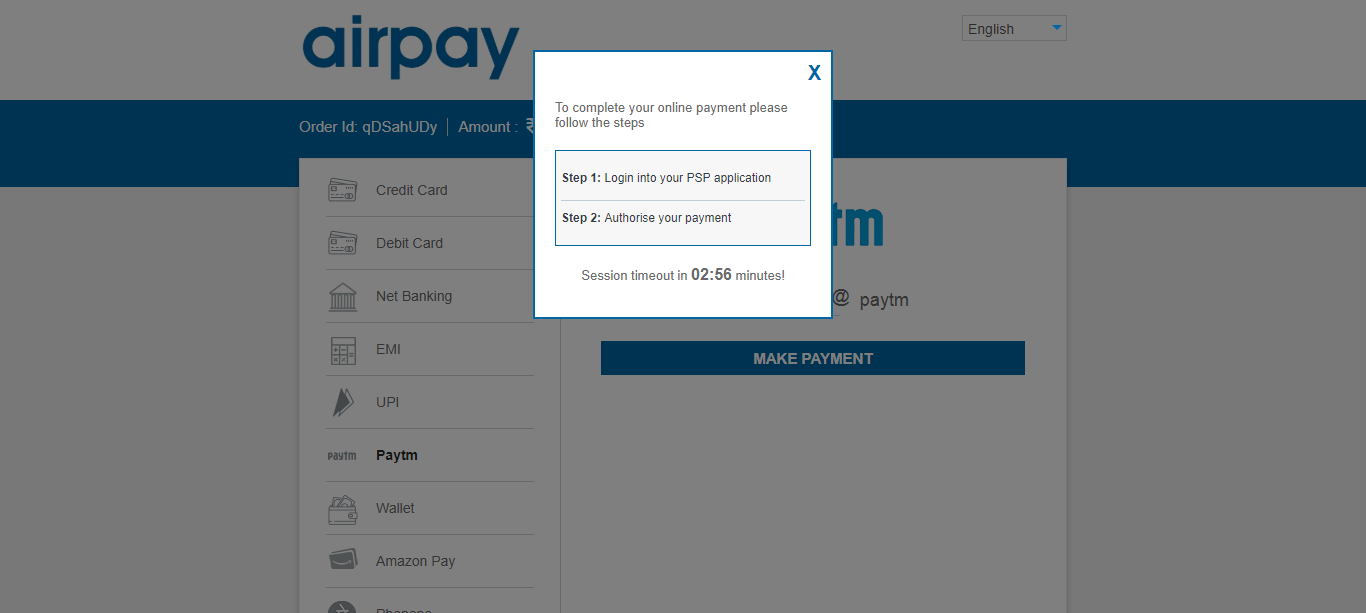 airpay
English
X
To complete your online payment please
follow the steps
Step 1: Login into your PSP application
Step 2: Authorise your payment
Session timeout in 02:56 minutes!
Order Id: qDSahUDy | Amount : ₹
Credit Card
Debit Card
Net Banking
EMI
UPI
Paytm
Paytm
Wallet
Amazon Pay
tm
@ paytm
MAKE PAYMENT